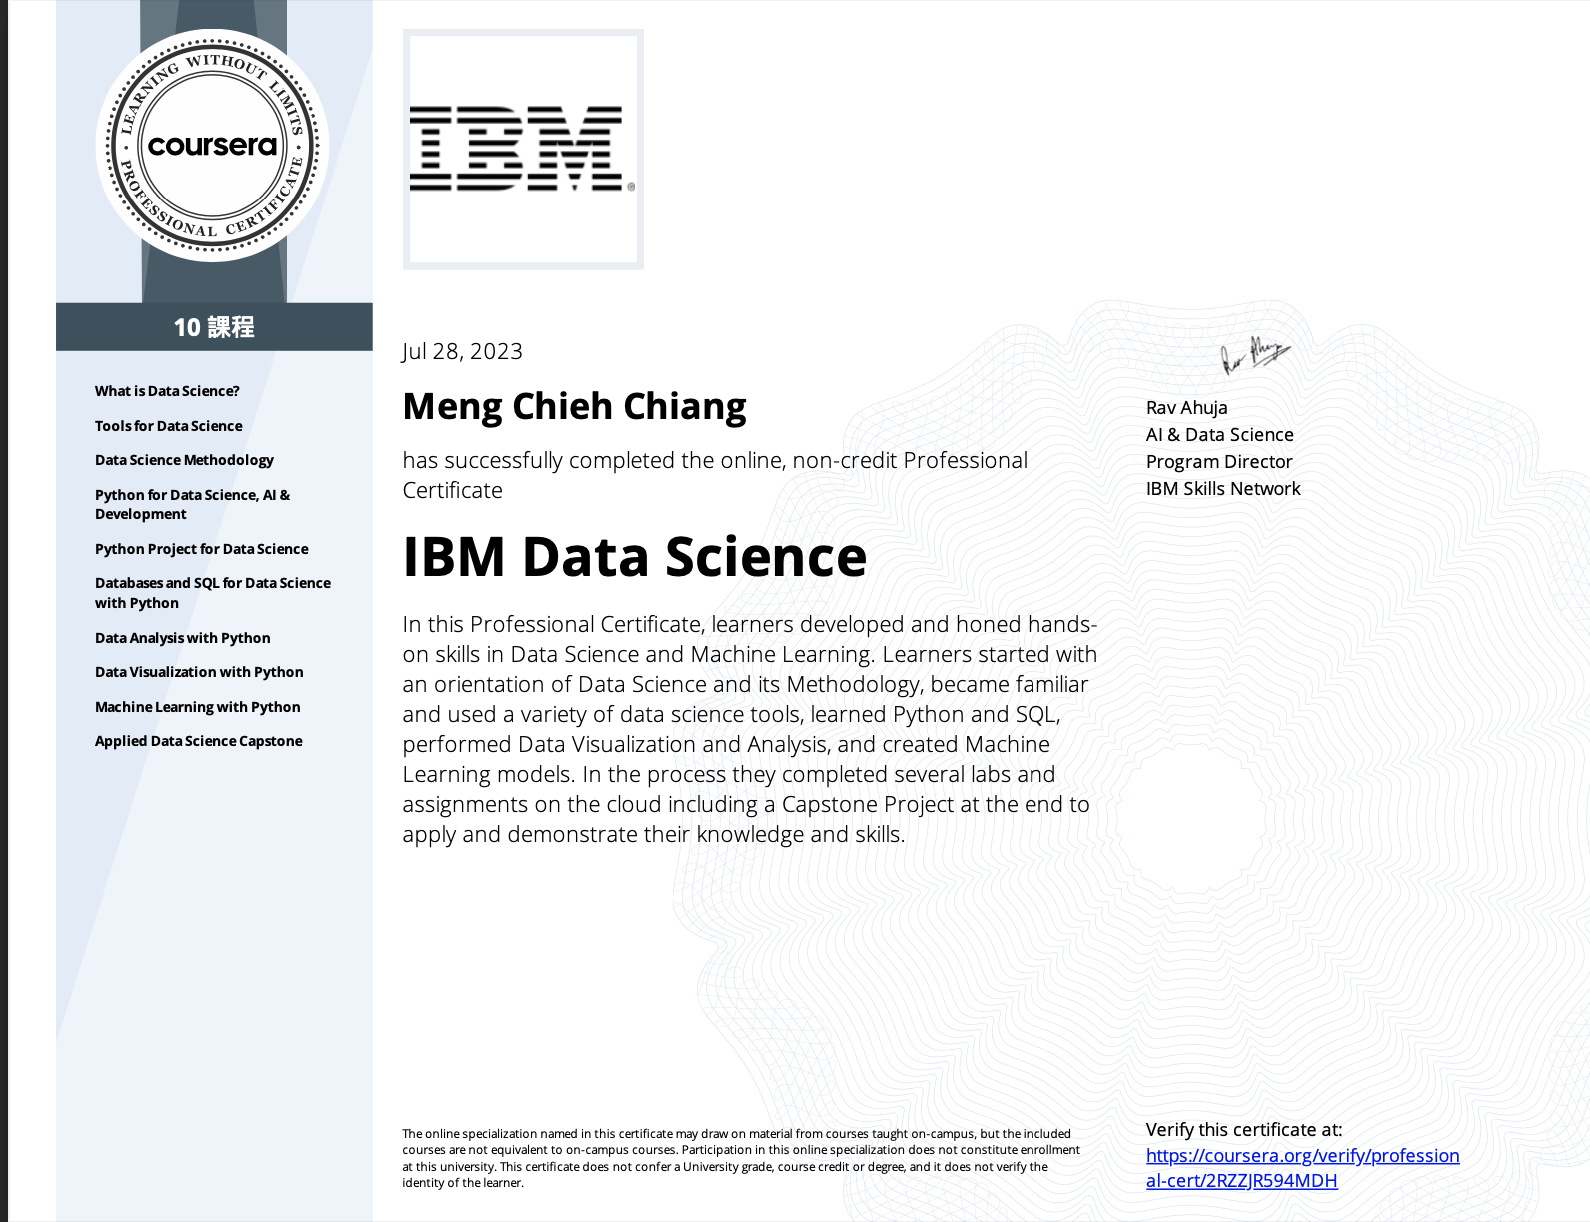 LEARNING WITHOUT LIMITS
coursera
PROFESSIONAL CERTIFICATE
10 課程
What is Data Science?
Tools for Data Science
Data Science Methodology
Python for Data Science, AI &
Development
Python Project for Data Science
Databases and SQL for Data Science
with Python
Data Analysis with Python
Data Visualization with Python
Machine Learning with Python
Applied Data Science Capstone
IBM®
Jul 28, 2023
Meng Chieh Chiang
has successfully completed the online, non-credit Professional
Certificate
IBM Data Science
In this Professional Certificate, learners developed and honed hands-
on skills in Data Science and Machine Learning. Learners started with
an orientation of Data Science and its Methodology, became familiar
and used a variety of data science tools, learned Python and SQL,
performed Data Visualization and Analysis, and created Machine
Learning models. In the process they completed several labs and
assignments on the cloud including a Capstone Project at the end to
apply and demonstrate their knowledge and skills.
Rav Ahuja
Rav Ahuja
AI & Data Science
Program Director
IBM Skills Network
The online specialization named in this certificate may draw on material from courses taught on-campus, but the included
courses are not equivalent to on-campus courses. Participation in this online specialization does not constitute enrollment
at this university. This certificate does not confer a University grade, course credit or degree, and it does not verify the
identity of the learner.
Verify this certificate at:
https://coursera.org/verify/profession
al-cert/2RZZJR594MDH